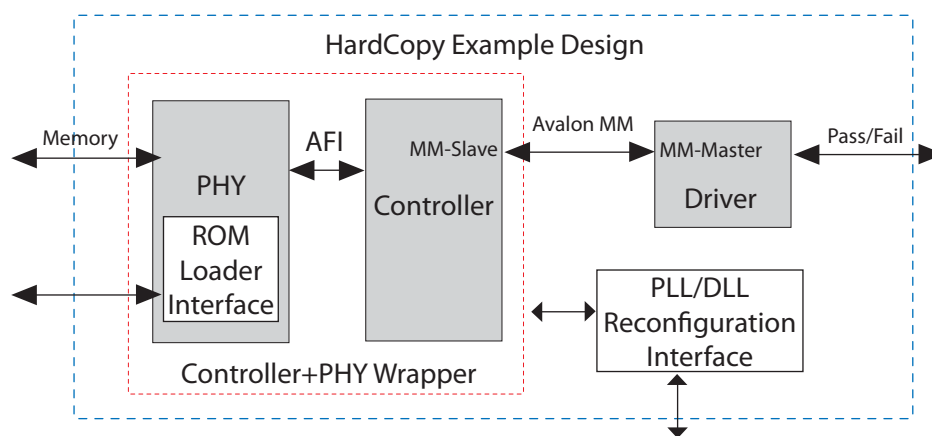 HardCopy Example Design
Memory
AFI
MM-Slave
Avalon MM
MM-Master
Pass/Fail
PHY
Controller
Driver
ROM
Loader
Interface
PLL/DLL
Reconfiguration
Interface
Controller+PHY Wrapper